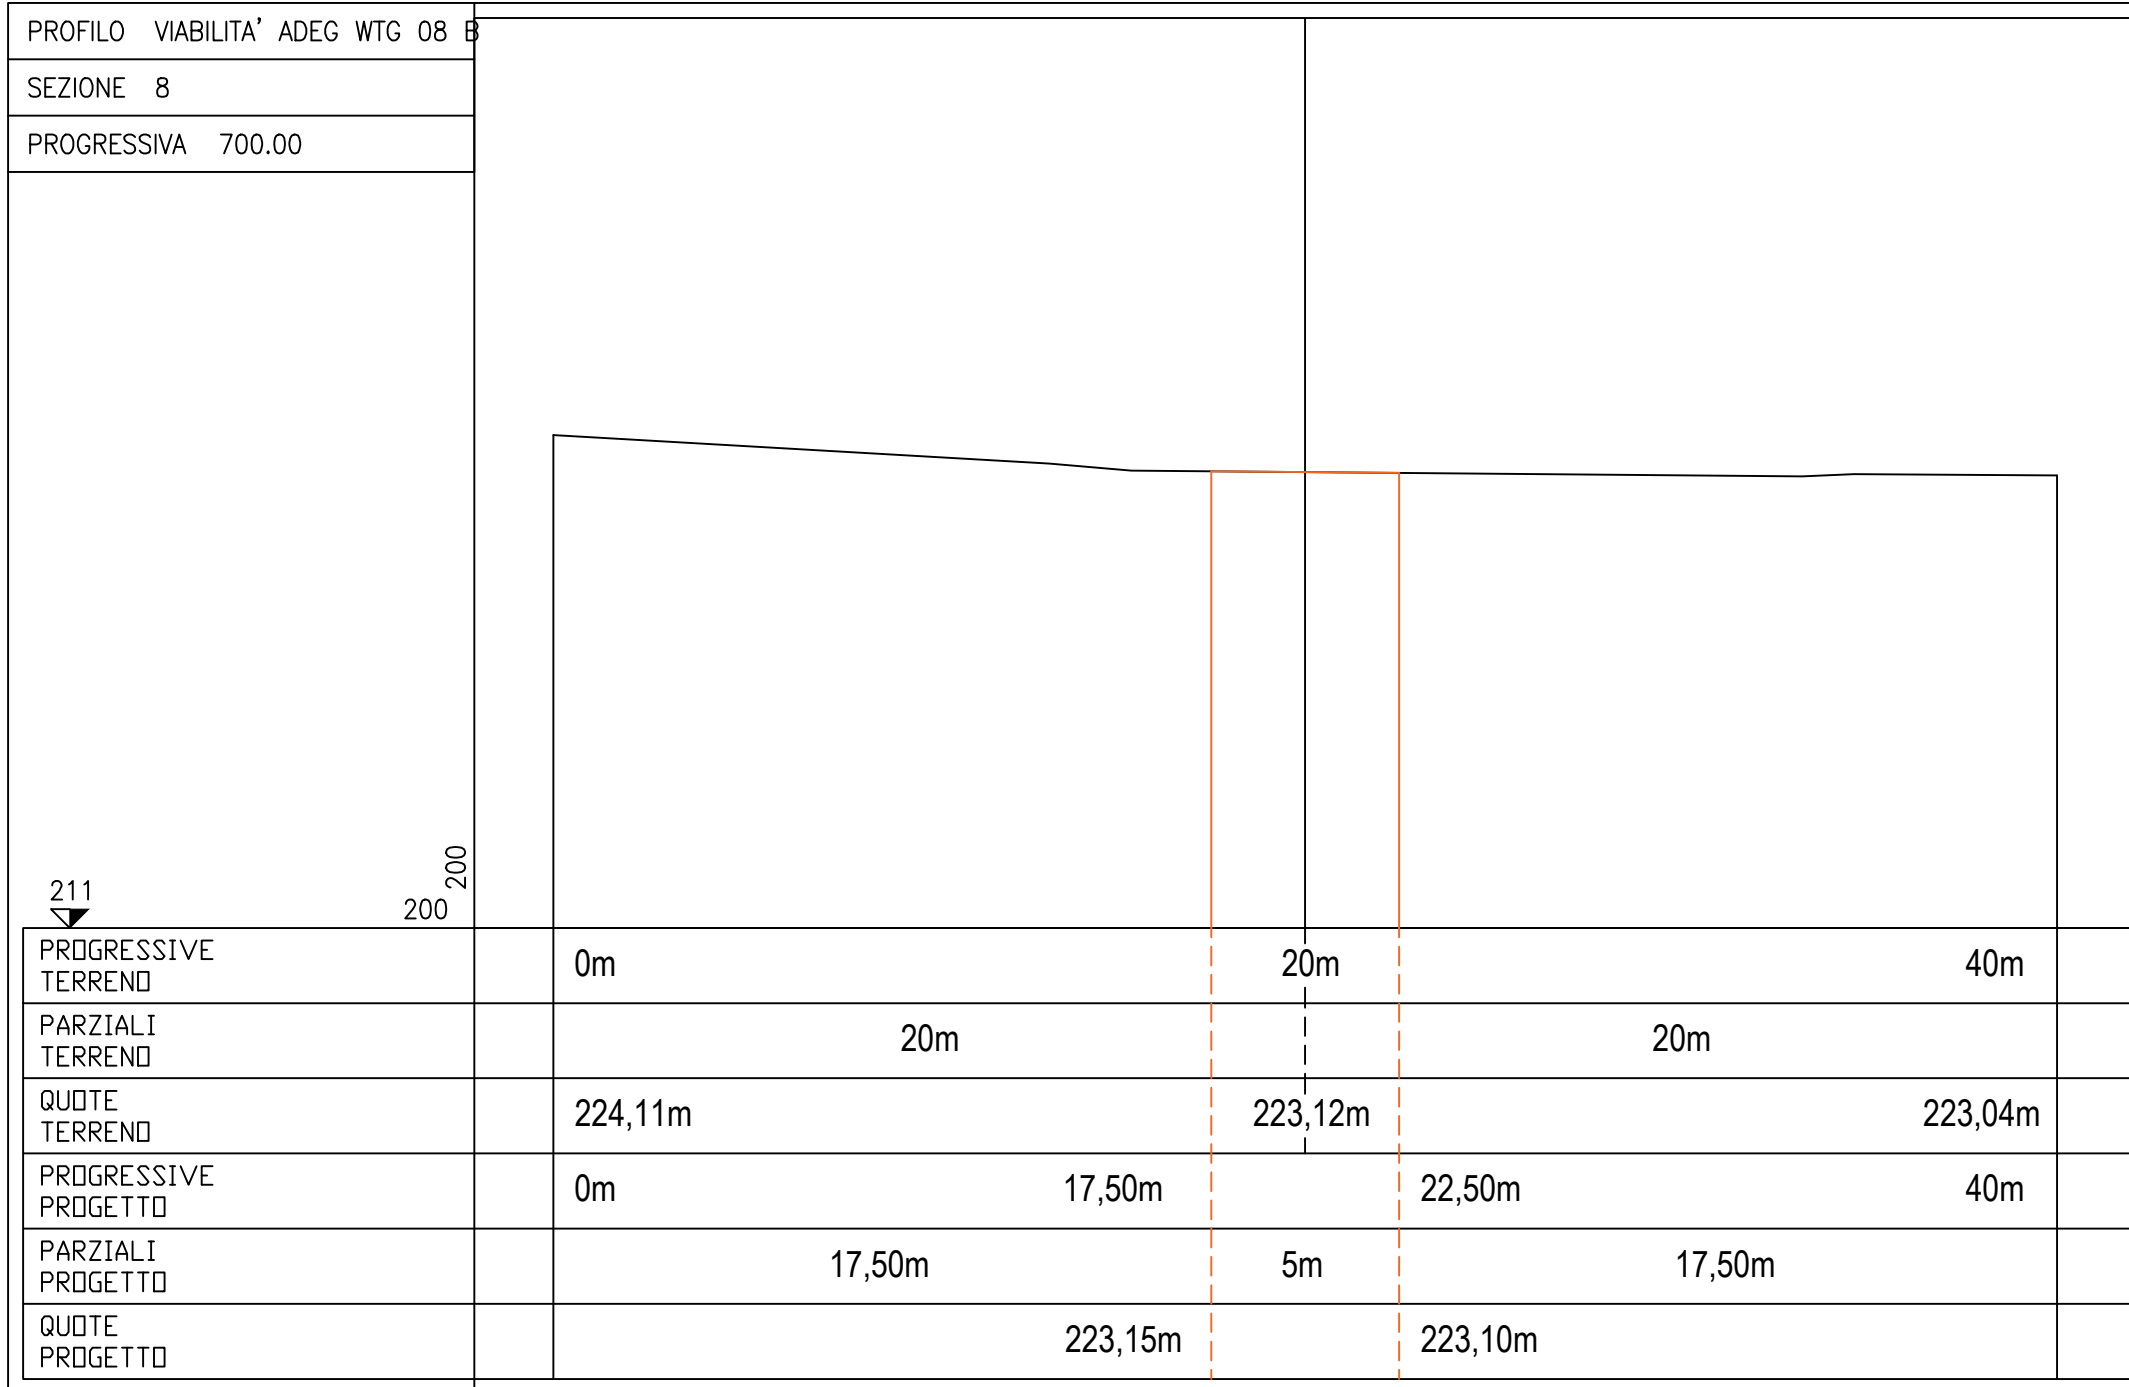 PROFILO VIABILITA' ADEG WTG 08 B
SEZIONE 8
PROGRESSIVA 700.00
211
200
200
PROGRESSIVE
TERRENO
0m 20m 40m
PARZIALI
TERRENO
20m 20m
QUOTE
TERRENO
224,11m 223,12m 223,04m
PROGRESSIVE
PROGETTO
0m 17,50m 22,50m 40m
PARZIALI
PROGETTO
17,50m 5m 17,50m
QUOTE
PROGETTO
223,15m 223,10m